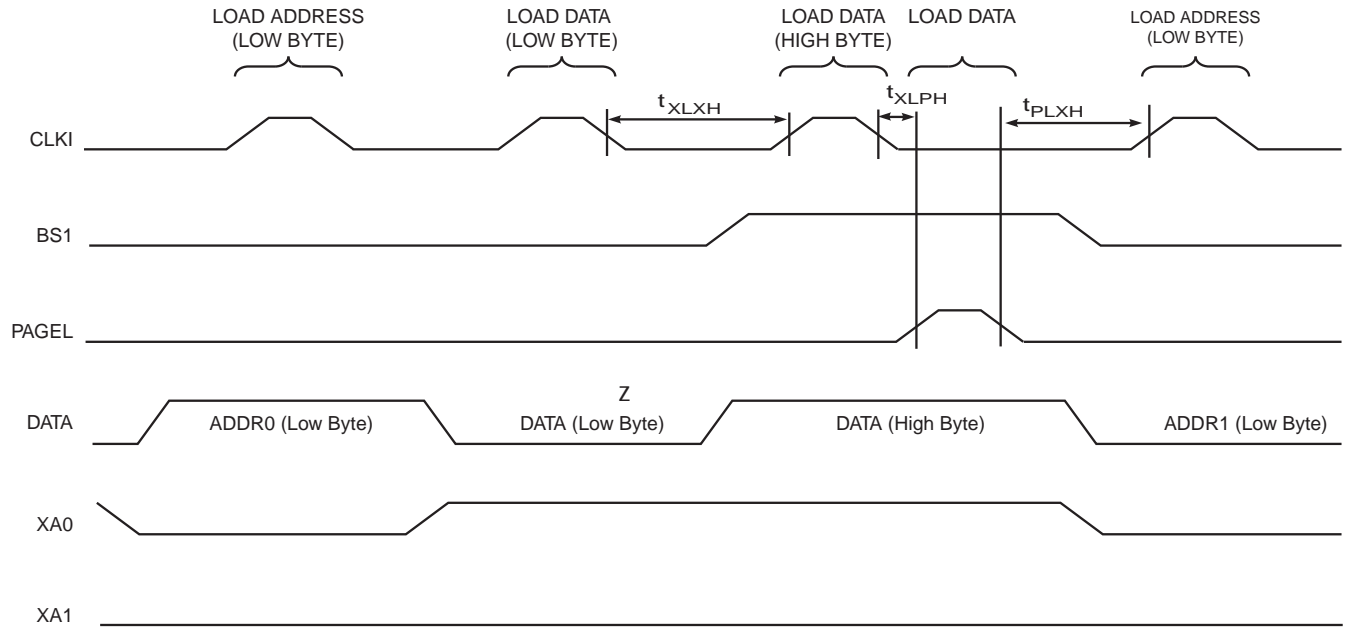 LOAD ADDRESS
(LOW BYTE)
LOAD DATA
(LOW BYTE)
LOAD DATA
(HIGH BYTE)
LOAD DATA
LOAD ADDRESS
(LOW BYTE)
tXLXH
tXLPH
tPLXH
CLKI
BS1
PAGEL
z
DATA
ADDR0 (Low Byte)
DATA (Low Byte)
DATA (High Byte)
ADDR1 (Low Byte)
XA0
XA1